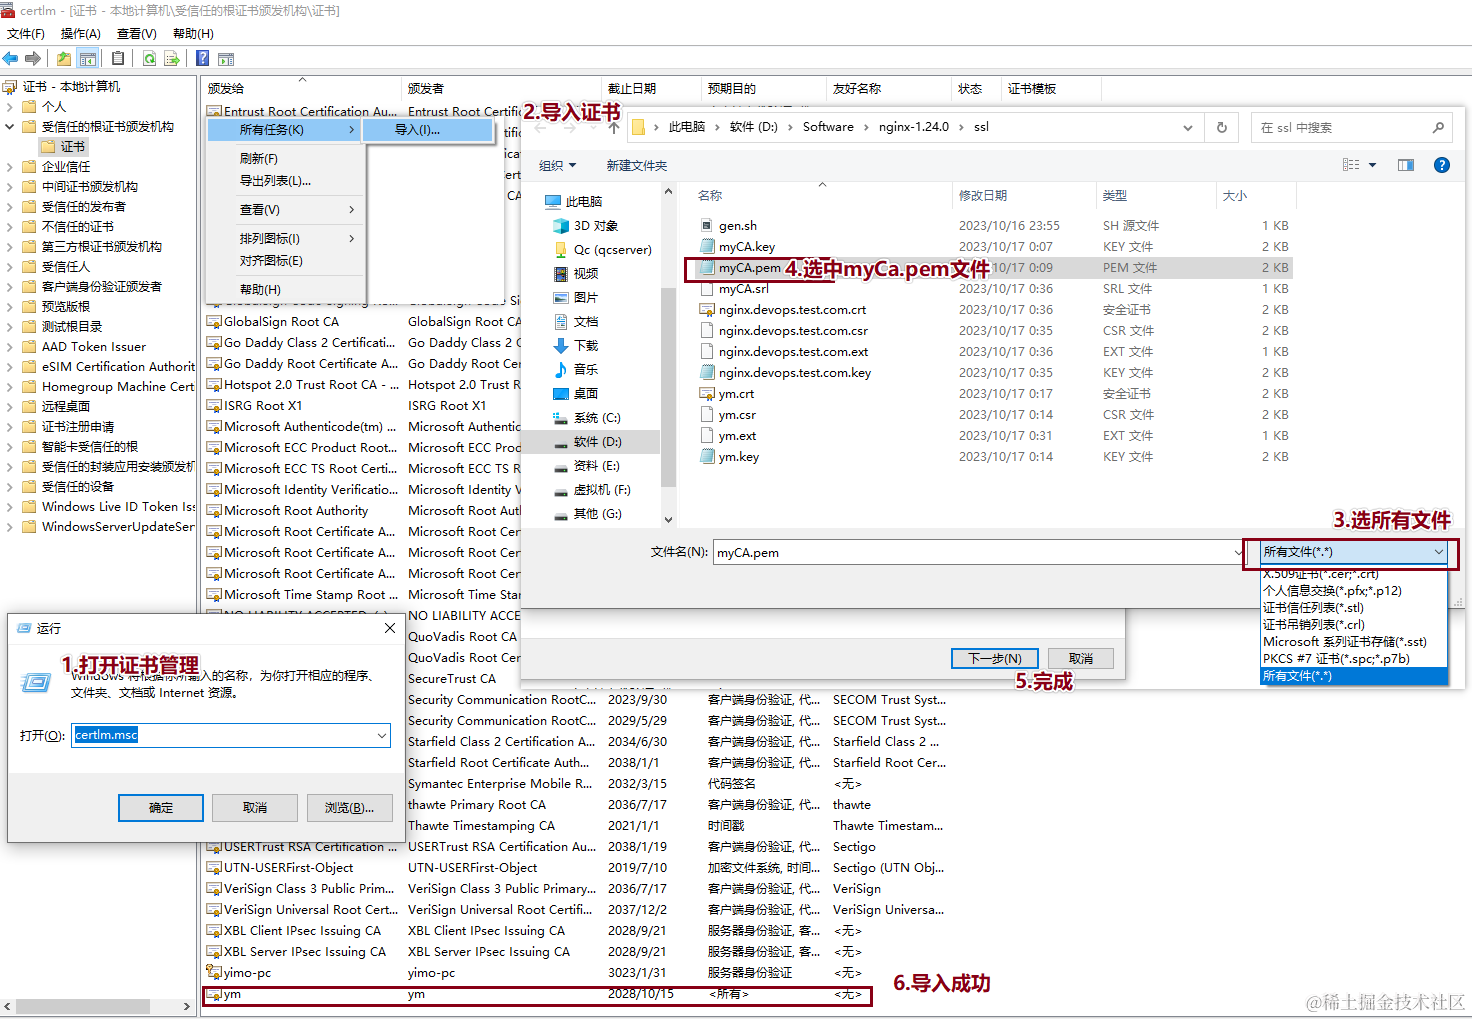 certlm - [证书 - 本地计算机\受信任的根证书颁发机构\证书]
文件(F) 操作(A) 查看(V) 帮助(H)
证书 - 本地计算机
个人
受信任的根证书颁发机构
证书
企业信任
中间证书颁发机构
受信任的发布者
不信任的证书
第三方根证书颁发机构
受信任人
客户端身份验证颁发者
预览版根
测试根目录
AAD Token Issuer
eSIM Certification Authorit
Homegroup Machine Cert
远程桌面
证书注册申请
智能卡受信任的根
受信任的封装应用安装颁发机
受信任的设备
Windows Live ID Token Iss
WindowsServerUpdateSer
颁发给 颁发者 截止日期 预期目的 友好名称 状态 证书模板
Entrust Root Certification Au... Entrust Root Certifi
所有任务(K)
导入(I)...
刷新(F)
导出列表(L)...
查看(V)
排列图标(I)
对齐图标(E)
帮助(H)
GlobalSign Root CA GlobalSign Root CA
Go Daddy Class 2 Certificati... Go Daddy Class 2 C
Go Daddy Root Certificate A... Go Daddy Root Cer
Hotspot 2.0 Trust Root CA - ... Hotspot 2.0 Trust R
ISRG Root X1 ISRG Root X1
Microsoft Authenticode(tm) ... Microsoft Authentic
Microsoft ECC Product Root... Microsoft ECC Prod
Microsoft ECC TS Root Certi... Microsoft ECC TS R
Microsoft Identity Verificatio... Microsoft Identity V
Microsoft Root Authority Microsoft Root Auth
Microsoft Root Certificate A... Microsoft Root Cert
Microsoft Root Certificate A... Microsoft Root Cert
Microsoft Root Certificate A... Microsoft Root Cert
Microsoft Time Stamp Root ... Microsoft Time Star
NO LIABILITY ACCE
QuoVadis Root CA
QuoVadis Root Cer
SecureTrust CA
Security Communication RootC... 2023/9/30 客户端身份验证, 代... SECOM Trust Syst...
Security Communication RootC... 2029/5/29 客户端身份验证, 代... SECOM Trust Syst...
Starfield Class 2 Certification A... 2034/6/30 客户端身份验证, 代... Starfield Class 2 ...
Starfield Root Certificate Auth... 2038/1/1 客户端身份验证, 代... Starfield Root Cer...
Symantec Enterprise Mobile R... 2032/3/15 代码签名 <无>
thawte Primary Root CA 2036/7/17 客户端身份验证, 代... thawte
Thawte Timestamping CA 2021/1/1 时间戳 Thawte Timestam...
USERTrust RSA Certification ... USERTrust RSA Certification Au... 2038/1/19 客户端身份验证, 代... Sectigo
UTN-USERFirst-Object UTN-USERFirst-Object 2019/7/10 加密文件系统, 时间... Sectigo (UTN Obj...
VeriSign Class 3 Public Prim... VeriSign Class 3 Public Primary... 2036/7/17 客户端身份验证, 代... VeriSign
VeriSign Universal Root Cert... VeriSign Universal Root Certifi... 2037/12/2 客户端身份验证, 代... VeriSign Universa...
XBL Client IPsec Issuing CA XBL Client IPsec Issuing CA 2028/9/21 服务器身份验证, 客... <无>
XBL Server IPsec Issuing CA XBL Server IPsec Issuing CA 2028/9/21 服务器身份验证, 客... <无>
yimo-pc yimo-pc 3023/1/31 服务器身份验证 <无>
ym ym 2028/10/15 <所有> <无>
6.导入成功
2.导入证书
此电脑 软件 (D:) Software nginx-1.24.0 ssl
在 ssl 中搜索
组织 新建文件夹
此电脑
3D 对象
Qc (qcserver)
视频
图片
文档
下载
音乐
桌面
系统 (C:)
软件 (D:)
资料 (E:)
虚拟机 (F:)
其他 (G:)
名称 修改日期 类型 大小
gen.sh 2023/10/16 23:55 SH 源文件 1 KB
myCA.key 2023/10/17 0:07 KEY 文件 2 KB
myCA.pem 4.选中myCa.pem文件 2023/10/17 0:09 PEM 文件 2 KB
myCA.srl 2023/10/17 0:36 SRL 文件 1 KB
nginx.devops.test.com.crt 2023/10/17 0:36 安全证书 2 KB
nginx.devops.test.com.csr 2023/10/17 0:35 CSR 文件 2 KB
nginx.devops.test.com.ext 2023/10/17 0:36 EXT 文件 1 KB
nginx.devops.test.com.key 2023/10/17 0:35 KEY 文件 2 KB
ym.crt 2023/10/17 0:17 安全证书 2 KB
ym.csr 2023/10/17 0:14 CSR 文件 2 KB
ym.ext 2023/10/17 0:31 EXT 文件 1 KB
ym.key 2023/10/17 0:14 KEY 文件 2 KB
3.选所有文件
文件名(N): myCA.pem
所有文件(*.*)
X.509证书(*.cer;*.crt)
个人信息交换(*.pfx;*.p12)
证书信任列表(*.stl)
证书吊销列表(*.crl)
Microsoft 系列证书存储(*.sst)
PKCS #7 证书(*.spc;*.p7b)
所有文件(*.*)
下一步(N) 取消
5.完成
运行
1.打开证书管理
Windows 将根据你所输入的名称，为你打开相应的程序、
文件夹、文档或 Internet 资源。
打开(O): certlm.msc
确定 取消 浏览(B)...
@稀土掘金技术社区